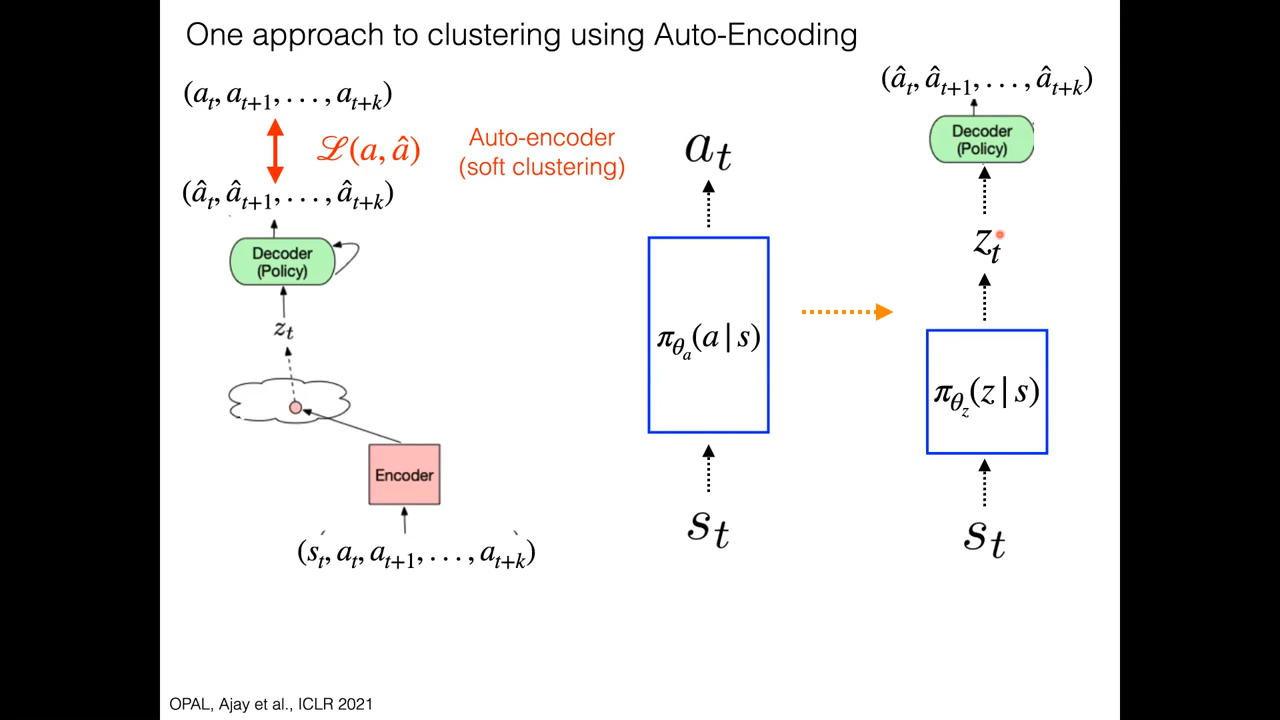 One approach to clustering using Auto-Encoding
(a_t, a_{t+1}, . . . , a_{t+k})
ℒ(a, â)
Auto-encoder
(soft clustering)
(â_t, â_{t+1}, . . . , â_{t+k})
Decoder
(Policy)
z_t
Encoder
(s_t, a_t, a_{t+1}, . . . , a_{t+k})
a_t
π_{θ_a}(a | s)
s_t
(â_t, â_{t+1}, . . . , â_{t+k})
Decoder
(Policy)
z_t
π_{θ_z}(z | s)
s_t
OPAL, Ajay et al., ICLR 2021